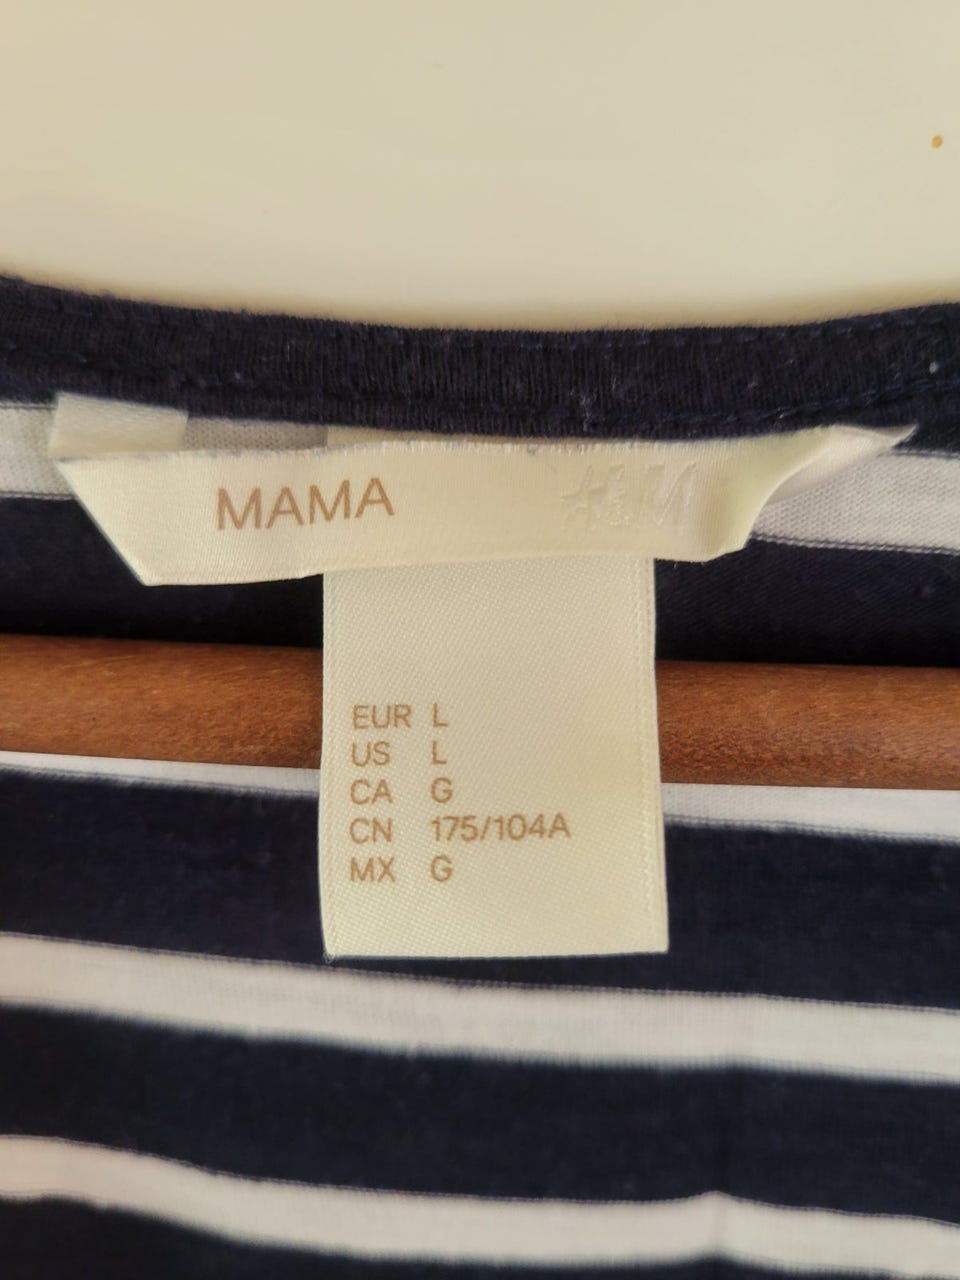 MAMA H&M
EUR L
US L
CA G
CN 175/104A
MX G